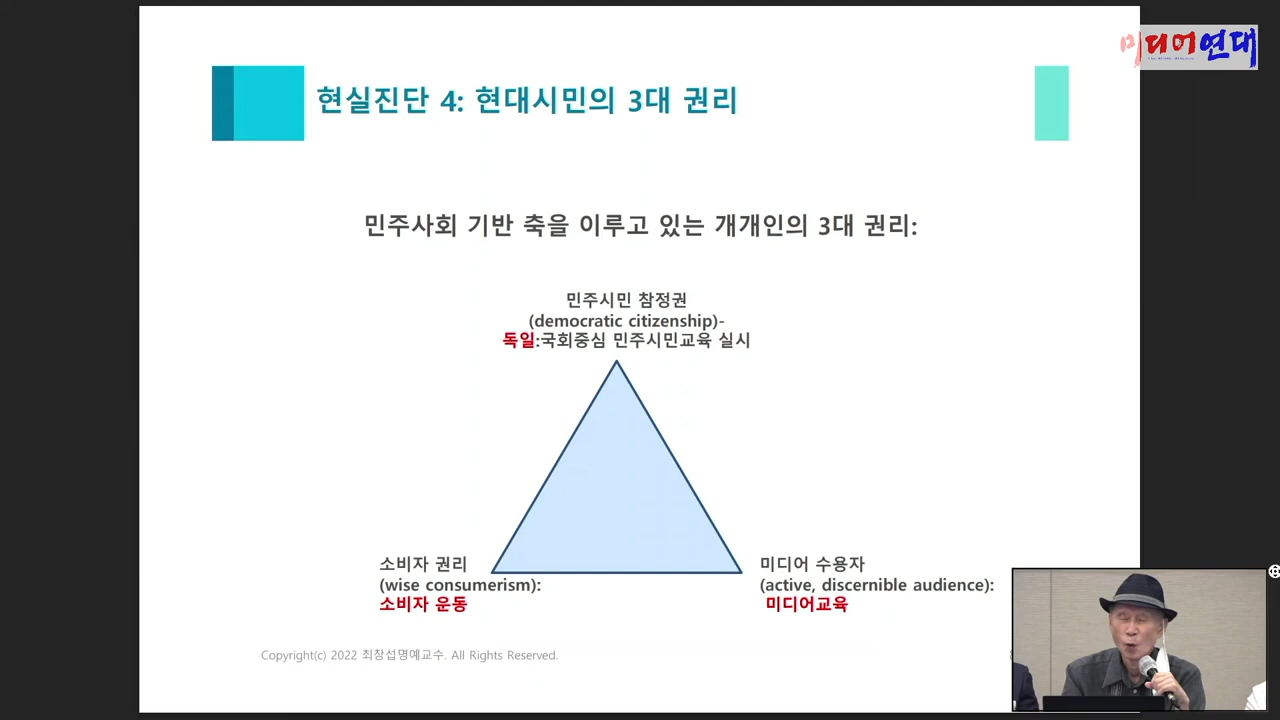 미디어연대
현실진단 4: 현대시민의 3대 권리
민주사회 기반 축을 이루고 있는 개개인의 3대 권리:
민주시민 참정권
(democratic citizenship)-
독일:국회중심 민주시민교육 실시
소비자 권리
(wise consumerism):
소비자 운동
미디어 수용자
(active, discernible audience):
미디어교육
Copyright(c) 2022 최창섭명예교수. All Rights Reserved.